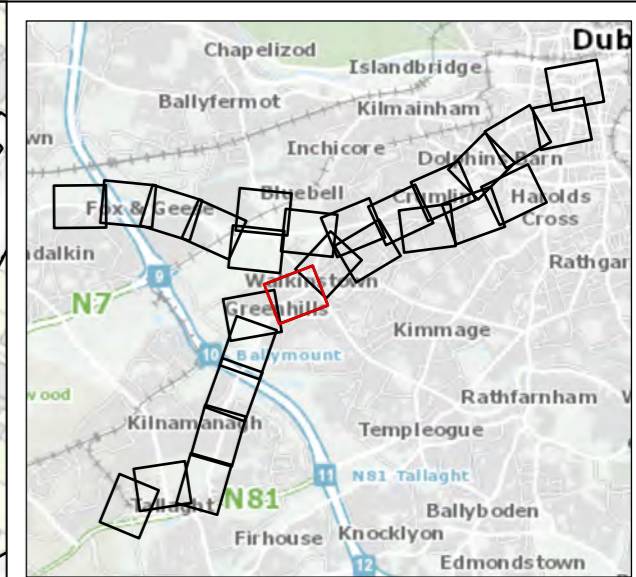 Dub
Chapelizod
Islandbridge
Ballyfermot
Kilmainham
wn
Inchicore
Dolphins Barn
Bluebell
Crumlin
Harolds
Cross
Fox & Geese
ndalkin
Rathgar
Walkinstown
9
N7
Greenhills
Kimmage
10
Ballymount
wood
Rathfarnham
Kilnamanagh
Templeogue
11
N81 Tallaght
Tallaght
N81
Ballyboden
Firhouse
Knocklyon
12
Edmondstown